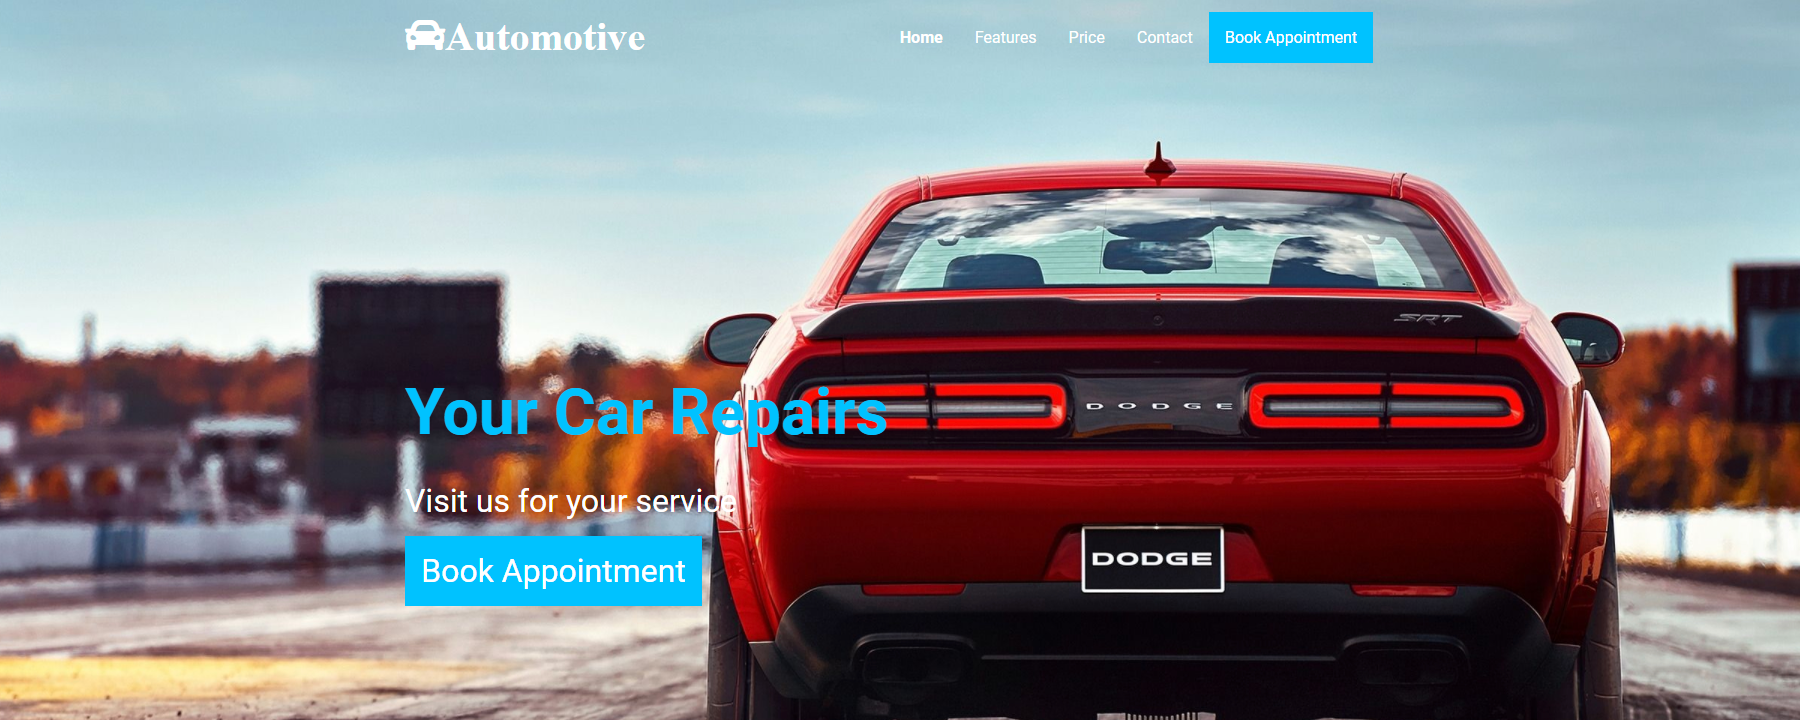 Automotive
Home Features Price Contact Book Appointment
SRT
DODGE
Your Car Repairs
Visit us for your service
DODGE
Book Appointment